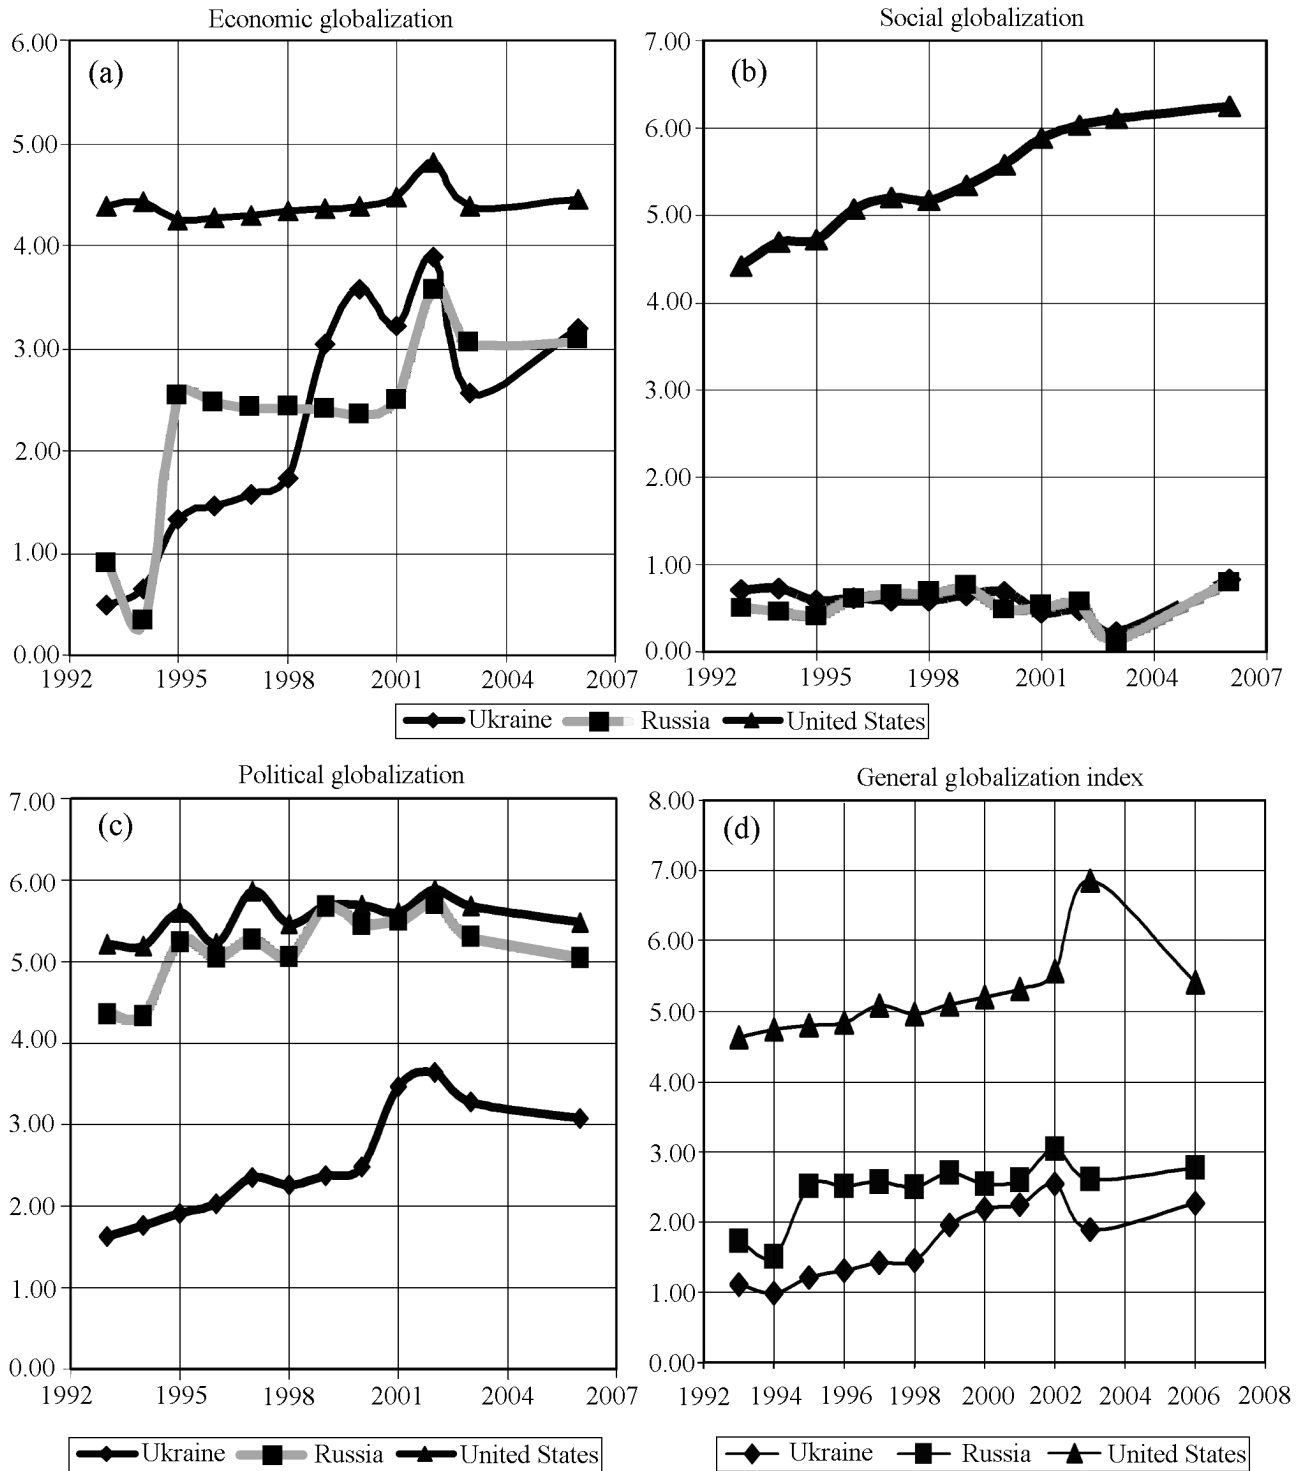 Economic globalization
(a)
6.00
5.00
4.00
3.00
2.00
1.00
0.00
1992 1995 1998 2001 2004 2007
Social globalization
(b)
7.00
6.00
5.00
4.00
3.00
2.00
1.00
0.00
1992 1995 1998 2001 2004 2007
Ukraine Russia United States
Political globalization
(c)
7.00
6.00
5.00
4.00
3.00
2.00
1.00
0.00
1992 1995 1998 2001 2004 2007
Ukraine Russia United States
General globalization index
(d)
8.00
7.00
6.00
5.00
4.00
3.00
2.00
1.00
0.00
1992 1994 1996 1998 2000 2002 2004 2006 2008
Ukraine Russia United States